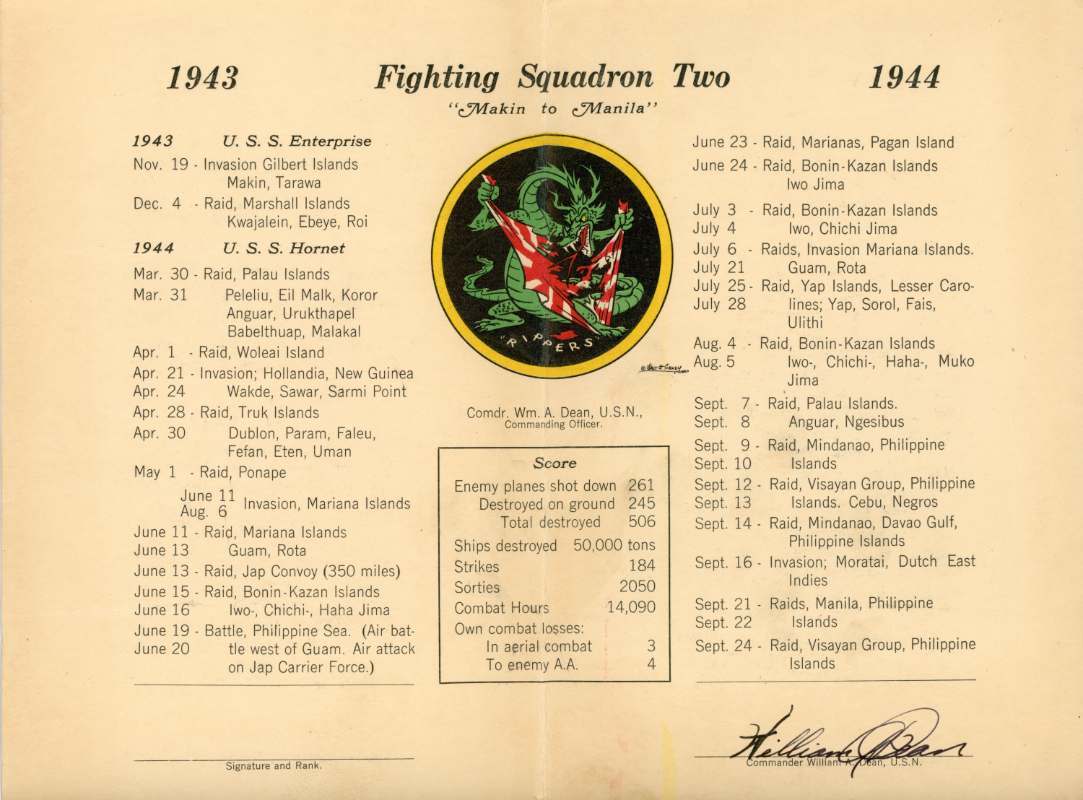 1943 Fighting Squadron Two 1944
"Makin to Manila"
1943 U. S. S. Enterprise
Nov. 19 - Invasion Gilbert Islands
Makin, Tarawa
Dec. 4 - Raid, Marshall Islands
Kwajalein, Ebeye, Roi
1944 U. S. S. Hornet
Mar. 30 - Raid, Palau Islands
Mar. 31 Peleliu, Eil Malk, Koror
Anguar, Urukthapel
Babelthuap, Malakal
Apr. 1 - Raid, Woleai Island
Apr. 21 - Invasion; Hollandia, New Guinea
Apr. 24 Wakde, Sawar, Sarmi Point
Apr. 28 - Raid, Truk Islands
Apr. 30 Dublon, Param, Faleu,
Fefan, Eten, Uman
May 1 - Raid, Ponape
June 11
Aug. 6 Invasion, Mariana Islands
June 11 - Raid, Mariana Islands
June 13 Guam, Rota
June 13 - Raid, Jap Convoy (350 miles)
June 15 - Raid, Bonin-Kazan Islands
June 16 Iwo-, Chichi-, Haha Jima
June 19 - Battle, Philippine Sea. (Air bat-
June 20 tle west of Guam. Air attack
on Jap Carrier Force.)
Signature and Rank.
RIPPERS
Comdr. Wm. A. Dean, U.S.N.,
Commanding Officer.
Score
Enemy planes shot down 261
Destroyed on ground 245
Total destroyed 506
Ships destroyed 50,000 tons
Strikes 184
Sorties 2050
Combat Hours 14,090
Own combat losses:
In aerial combat 3
To enemy A.A. 4
June 23 - Raid, Marianas, Pagan Island
June 24 - Raid, Bonin-Kazan Islands
Iwo Jima
July 3 - Raid, Bonin-Kazan Islands
July 4 Iwo, Chichi Jima
July 6 - Raids, Invasion Mariana Islands.
July 21 Guam, Rota
July 25 - Raid, Yap Islands, Lesser Caro-
July 28 lines; Yap, Sorol, Fais,
Ulithi
Aug. 4 - Raid, Bonin-Kazan Islands
Aug. 5 Iwo-, Chichi-, Haha-, Muko
Jima
Sept. 7 - Raid, Palau Islands.
Sept. 8 Anguar, Ngesibus
Sept. 9 - Raid, Mindanao, Philippine
Sept. 10 Islands
Sept. 12 - Raid, Visayan Group, Philippine
Sept. 13 Islands. Cebu, Negros
Sept. 14 - Raid, Mindanao, Davao Gulf,
Philippine Islands
Sept. 16 - Invasion; Moratai, Dutch East
Indies
Sept. 21 - Raids, Manila, Philippine
Sept. 22 Islands
Sept. 24 - Raid, Visayan Group, Philippine
Islands
William A Dean
Commander William A. Dean, U.S.N.